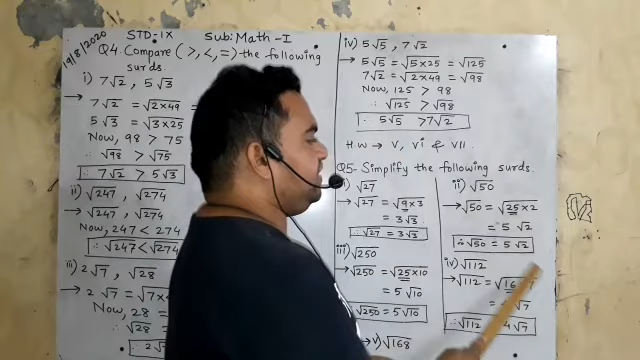 19/8/2020
STD-IX Sub: Math-I
Q4. Compare (>, <, =) the following
surds.
i) 7√2, 5√3
→ 7√2 = √2×49 =
5√3 = √3×25
Now, 98 > 75
∴ √98 > √75
∴ 7√2 > 5√3
ii) √247, √274
→ √247, √274
Now, 247 < 274
∴ √247 < √274
iii) 2√7, √28
→ 2√7 = √7×
Now, 28 =
∴ √28 =
∴ 2√
iv) 5√5, 7√2
→ 5√5 = √5×25 = √125
7√2 = √2×49 = √98
Now, 125 > 98
∴ √125 > √98
∴ 5√5 > 7√2
HW → V, VI & VII.
Q5- Simplify the following surds.
i) √27
→ √27 = √9×3
= 3√3
∴ √27 = 3√3
iii) √250
→ √250 = √25×10
= 5√10
∴ √250 = 5√10
→ v) √168
ii) √50
→ √50 = √25×2
= 5√2
∴ √50 = 5√2
iv) √112
→ √112 = √16
√7
∴ √112 = 4√7